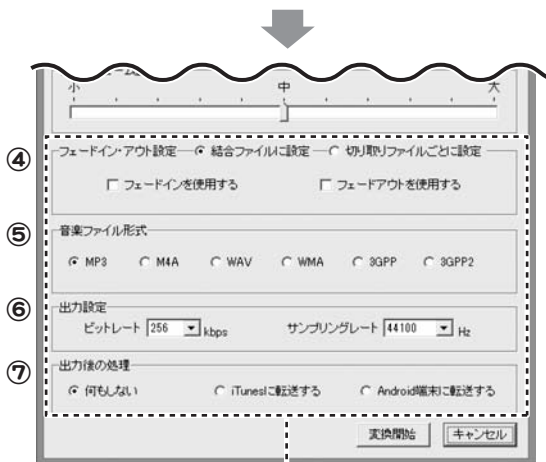 小 中 大
④ フェードイン・アウト設定 結合ファイルに設定 切り取りファイルごとに設定
フェードインを使用する フェードアウトを使用する
⑤ 音楽ファイル形式
MP3 M4A WAV WMA 3GPP 3GPP2
⑥ 出力設定
ビットレート 256 kbps サンプリングレート 44100 Hz
⑦ 出力後の処理
何もしない iTunesに転送する Android端末に転送する
変換開始 キャンセル